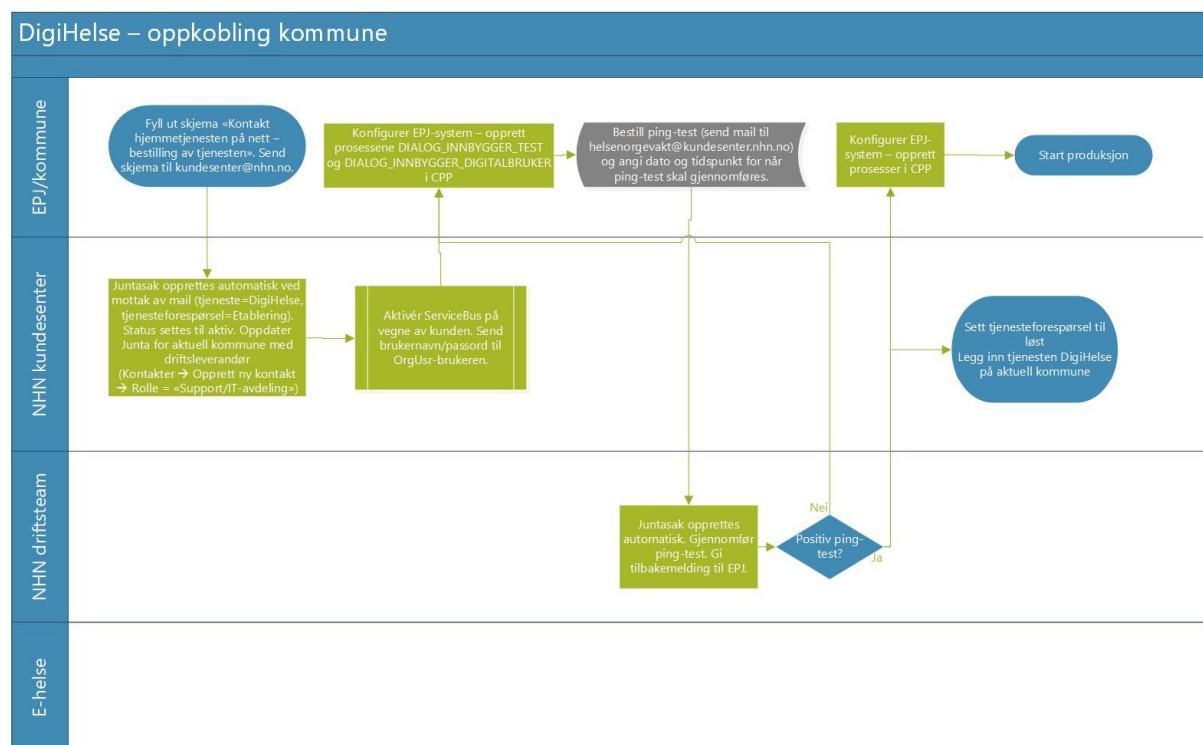 DigiHelse – oppkobling kommune
EPJ/kommune
Fyll ut skjema «Kontakt
hjemmetjenesten på nett –
bestilling av tjenesten». Send
skjema til kundesenter@nhn.no.
Konfigurer EPJ-system – opprett
prosessene DIALOG_INNBYGGER_TEST
og DIALOG_INNBYGGER_DIGITALBRUKER
i CPP
Bestill ping-test (send mail til
helsenorgevakt@kundesenter.nhn.no)
og angi dato og tidspunkt for når
ping-test skal gjennomføres.
Konfigurer EPJ-
system – opprett
prosesser i CPP
Start produksjon
NHN kundesenter
Juntasak opprettes automatisk ved
mottak av mail (tjeneste=DigiHelse,
tjenesteforespørsel=Etablering).
Status settes til aktiv. Oppdater
Junta for aktuell kommune med
driftsleverandør
(Kontakter → Opprett ny kontakt
→ Rolle = «Support/IT-avdeling»)
Aktivér ServiceBus på
vegne av kunden. Send
brukernavn/passord til
OrgUsr-brukeren.
Sett tjenesteforespørsel til
løst
Legg inn tjenesten DigiHelse
på aktuell kommune
NHN driftsteam
Juntasak opprettes
automatisk. Gjennomfør
ping-test. Gi
tilbakemelding til EPJ.
Nei
Positiv ping-
test?
Ja
E-helse